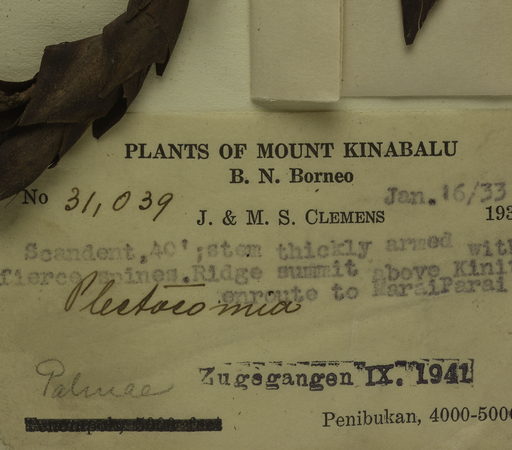 PLANTS OF MOUNT KINABALU
B. N. Borneo
No 31,039 Jan. 16/33
J. & M. S. CLEMENS 193
Scandent,40';stem thickly armed with
fierce spines.Ridge summit above Kinit
enroute to MaraiParai
Plectocomia
Zugegangen IX. 1941
Palmae
Penibukan, 4000-5000